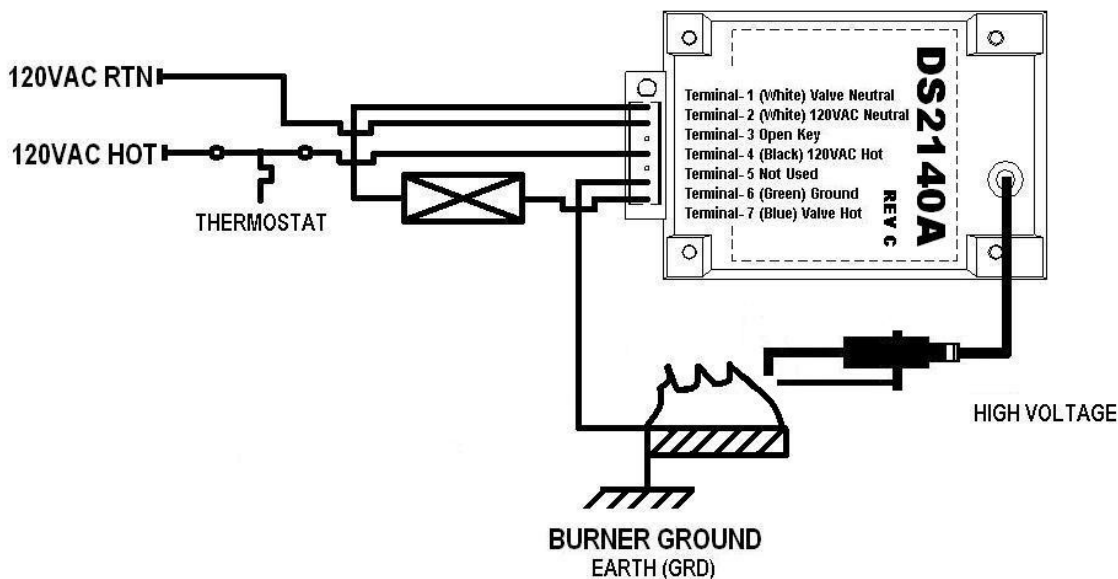 120VAC RTN
120VAC HOT
THERMOSTAT
Terminal- 1 (White) Valve Neutral
Terminal- 2 (White) 120VAC Neutral
Terminal- 3 Open Key
Terminal- 4 (Black) 120VAC Hot
Terminal- 5 Not Used
Terminal- 6 (Green) Ground
Terminal- 7 (Blue) Valve Hot
DS2140A
REV C
HIGH VOLTAGE
BURNER GROUND
EARTH (GRD)